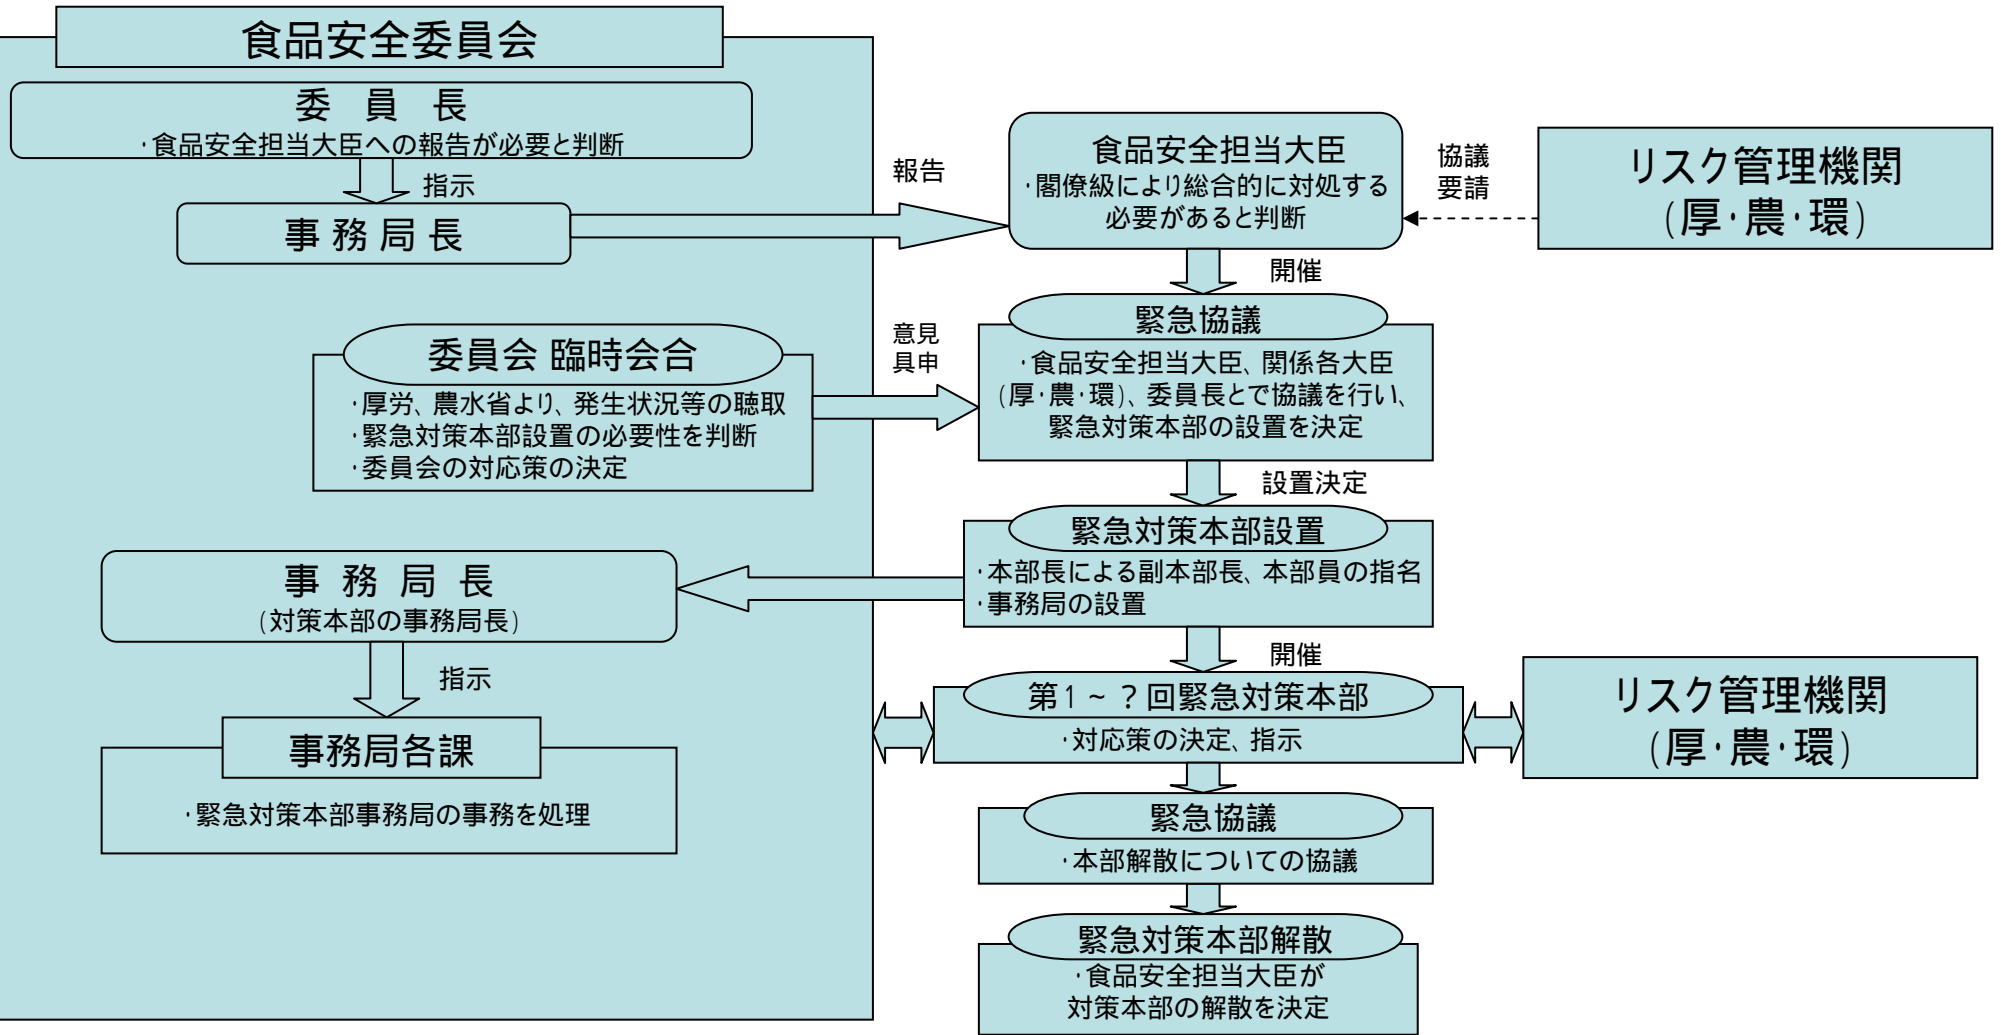 食品安全委員会
委 員 長
・食品安全担当大臣への報告が必要と判断
指示
事 務 局 長
報告
食品安全担当大臣
・閣僚級により総合的に対処する
必要があると判断
協議
要請
リスク管理機関
(厚・農・環)
開催
緊急協議
・食品安全担当大臣、関係各大臣
(厚・農・環)、委員長とで協議を行い、
緊急対策本部の設置を決定
意見
具申
委員会 臨時会合
・厚労、農水省より、発生状況等の聴取
・緊急対策本部設置の必要性を判断
・委員会の対応策の決定
設置決定
緊急対策本部設置
・本部長による副本部長、本部員の指名
・事務局の設置
事 務 局 長
(対策本部の事務局長)
指示
事務局各課
・緊急対策本部事務局の事務を処理
開催
第1~?回緊急対策本部
・対応策の決定、指示
リスク管理機関
(厚・農・環)
緊急協議
・本部解散についての協議
緊急対策本部解散
・食品安全担当大臣が
対策本部の解散を決定